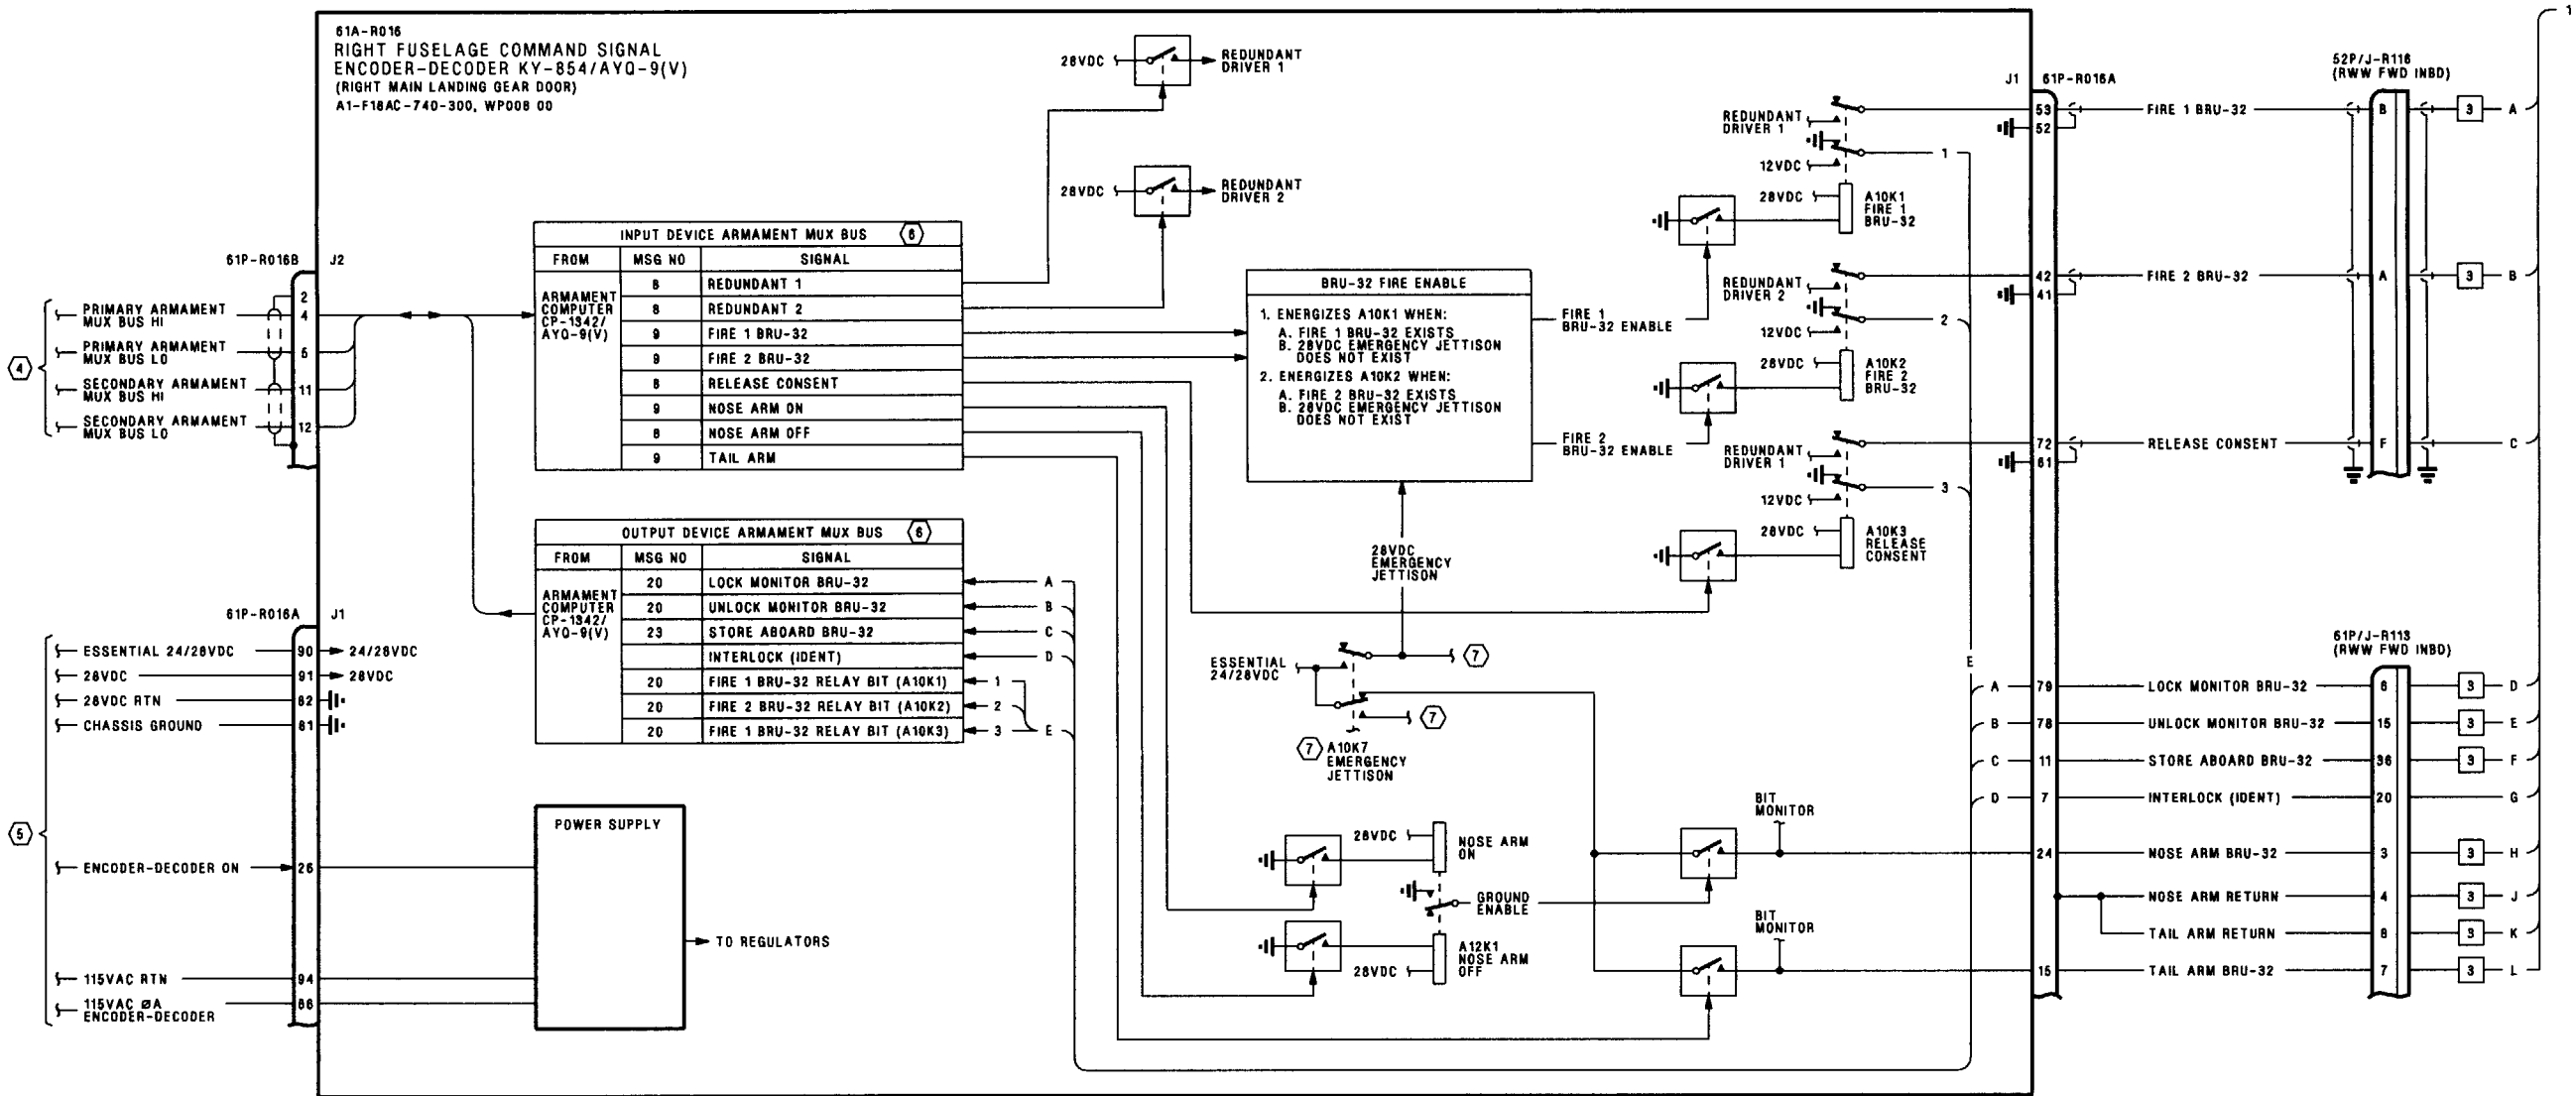 61A-R016
RIGHT FUSELAGE COMMAND SIGNAL
ENCODER-DECODER KY-854/AYQ-9(V)
(RIGHT MAIN LANDING GEAR DOOR)
A1-F18AC-740-300, WP008 00
61P-R016B J2
2
PRIMARY ARMAMENT
MUX BUS HI
4
PRIMARY ARMAMENT
MUX BUS LO
5
4
SECONDARY ARMAMENT
MUX BUS HI
11
SECONDARY ARMAMENT
MUX BUS LO
12
61P-R016A J1
ESSENTIAL 24/28VDC 90 24/28VDC
28VDC 91 28VDC
28VDC RTN 82
CHASSIS GROUND 81
5
ENCODER-DECODER ON 26
115VAC RTN 94
115VAC ØA
ENCODER-DECODER
86
POWER SUPPLY
TO REGULATORS
INPUT DEVICE ARMAMENT MUX BUS 6
FROM MSG NO SIGNAL
ARMAMENT
COMPUTER
CP-1342/
AYQ-9(V)
8 REDUNDANT 1
8 REDUNDANT 2
9 FIRE 1 BRU-32
9 FIRE 2 BRU-32
8 RELEASE CONSENT
9 NOSE ARM ON
8 NOSE ARM OFF
9 TAIL ARM
OUTPUT DEVICE ARMAMENT MUX BUS 6
FROM MSG NO SIGNAL
ARMAMENT
COMPUTER
CP-1342/
AYQ-9(V)
20 LOCK MONITOR BRU-32 A
20 UNLOCK MONITOR BRU-32 B
23 STORE ABOARD BRU-32 C
INTERLOCK (IDENT) D
20 FIRE 1 BRU-32 RELAY BIT (A10K1) 1
20 FIRE 2 BRU-32 RELAY BIT (A10K2) 2
20 FIRE 1 BRU-32 RELAY BIT (A10K3) 3 E
28VDC REDUNDANT
DRIVER 1
28VDC REDUNDANT
DRIVER 2
BRU-32 FIRE ENABLE
1. ENERGIZES A10K1 WHEN:
A. FIRE 1 BRU-32 EXISTS
B. 28VDC EMERGENCY JETTISON
DOES NOT EXIST
2. ENERGIZES A10K2 WHEN:
A. FIRE 2 BRU-32 EXISTS
B. 28VDC EMERGENCY JETTISON
DOES NOT EXIST
FIRE 1
BRU-32 ENABLE
FIRE 2
BRU-32 ENABLE
28VDC
EMERGENCY
JETTISON
ESSENTIAL
24/28VDC
7
7
7 A10K7
EMERGENCY
JETTISON
REDUNDANT
DRIVER 1
12VDC
1
28VDC
A10K1
FIRE 1
BRU-32
REDUNDANT
DRIVER 2
12VDC
2
28VDC
A10K2
FIRE 2
BRU-32
REDUNDANT
DRIVER 1
12VDC
3
28VDC
A10K3
RELEASE
CONSENT
E
28VDC
NOSE ARM
ON
GROUND
ENABLE
A12K1
NOSE ARM
OFF
28VDC
BIT
MONITOR
BIT
MONITOR
J1 61P-R016A
52P/J-R116
(RWW FWD INBD)
1
53 FIRE 1 BRU-32 B 3 A
52
42 FIRE 2 BRU-32 A 3 B
41
72 RELEASE CONSENT F C
61
61P/J-R113
(RWW FWD INBD)
A 79 LOCK MONITOR BRU-32 6 3 D
B 78 UNLOCK MONITOR BRU-32 15 3 E
C 11 STORE ABOARD BRU-32 36 3 F
D 7 INTERLOCK (IDENT) 20 G
24 NOSE ARM BRU-32 3 3 H
NOSE ARM RETURN 4 3 J
TAIL ARM RETURN 8 3 K
15 TAIL ARM BRU-32 7 3 L